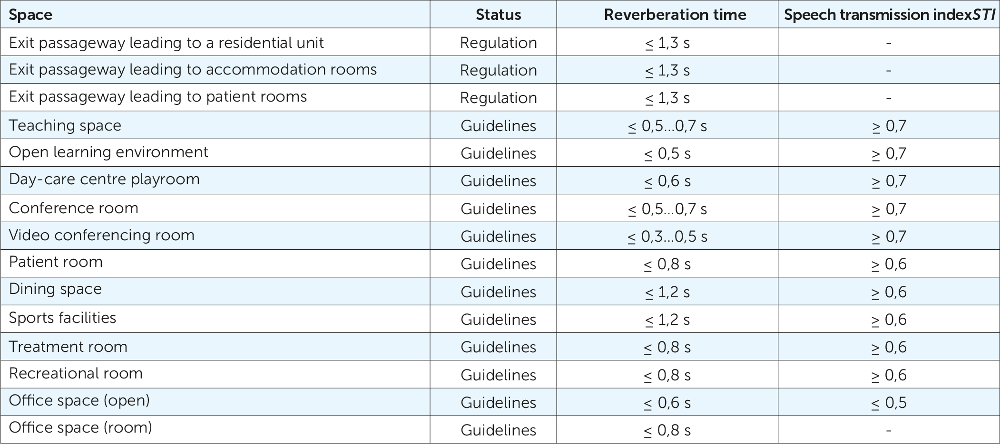 Space Status Reverberation time Speech transmission indexSTI
Exit passageway leading to a residential unit Regulation ≤ 1,3 s -
Exit passageway leading to accommodation rooms Regulation ≤ 1,3 s -
Exit passageway leading to patient rooms Regulation ≤ 1,3 s -
Teaching space Guidelines ≤ 0,5...0,7 s ≥ 0,7
Open learning environment Guidelines ≤ 0,5 s ≥ 0,7
Day-care centre playroom Guidelines ≤ 0,6 s ≥ 0,7
Conference room Guidelines ≤ 0,5...0,7 s ≥ 0,7
Video conferencing room Guidelines ≤ 0,3...0,5 s ≥ 0,7
Patient room Guidelines ≤ 0,8 s ≥ 0,6
Dining space Guidelines ≤ 1,2 s ≥ 0,6
Sports facilities Guidelines ≤ 1,2 s ≥ 0,6
Treatment room Guidelines ≤ 0,8 s ≥ 0,6
Recreational room Guidelines ≤ 0,8 s ≥ 0,6
Office space (open) Guidelines ≤ 0,6 s ≤ 0,5
Office space (room) Guidelines ≤ 0,8 s -